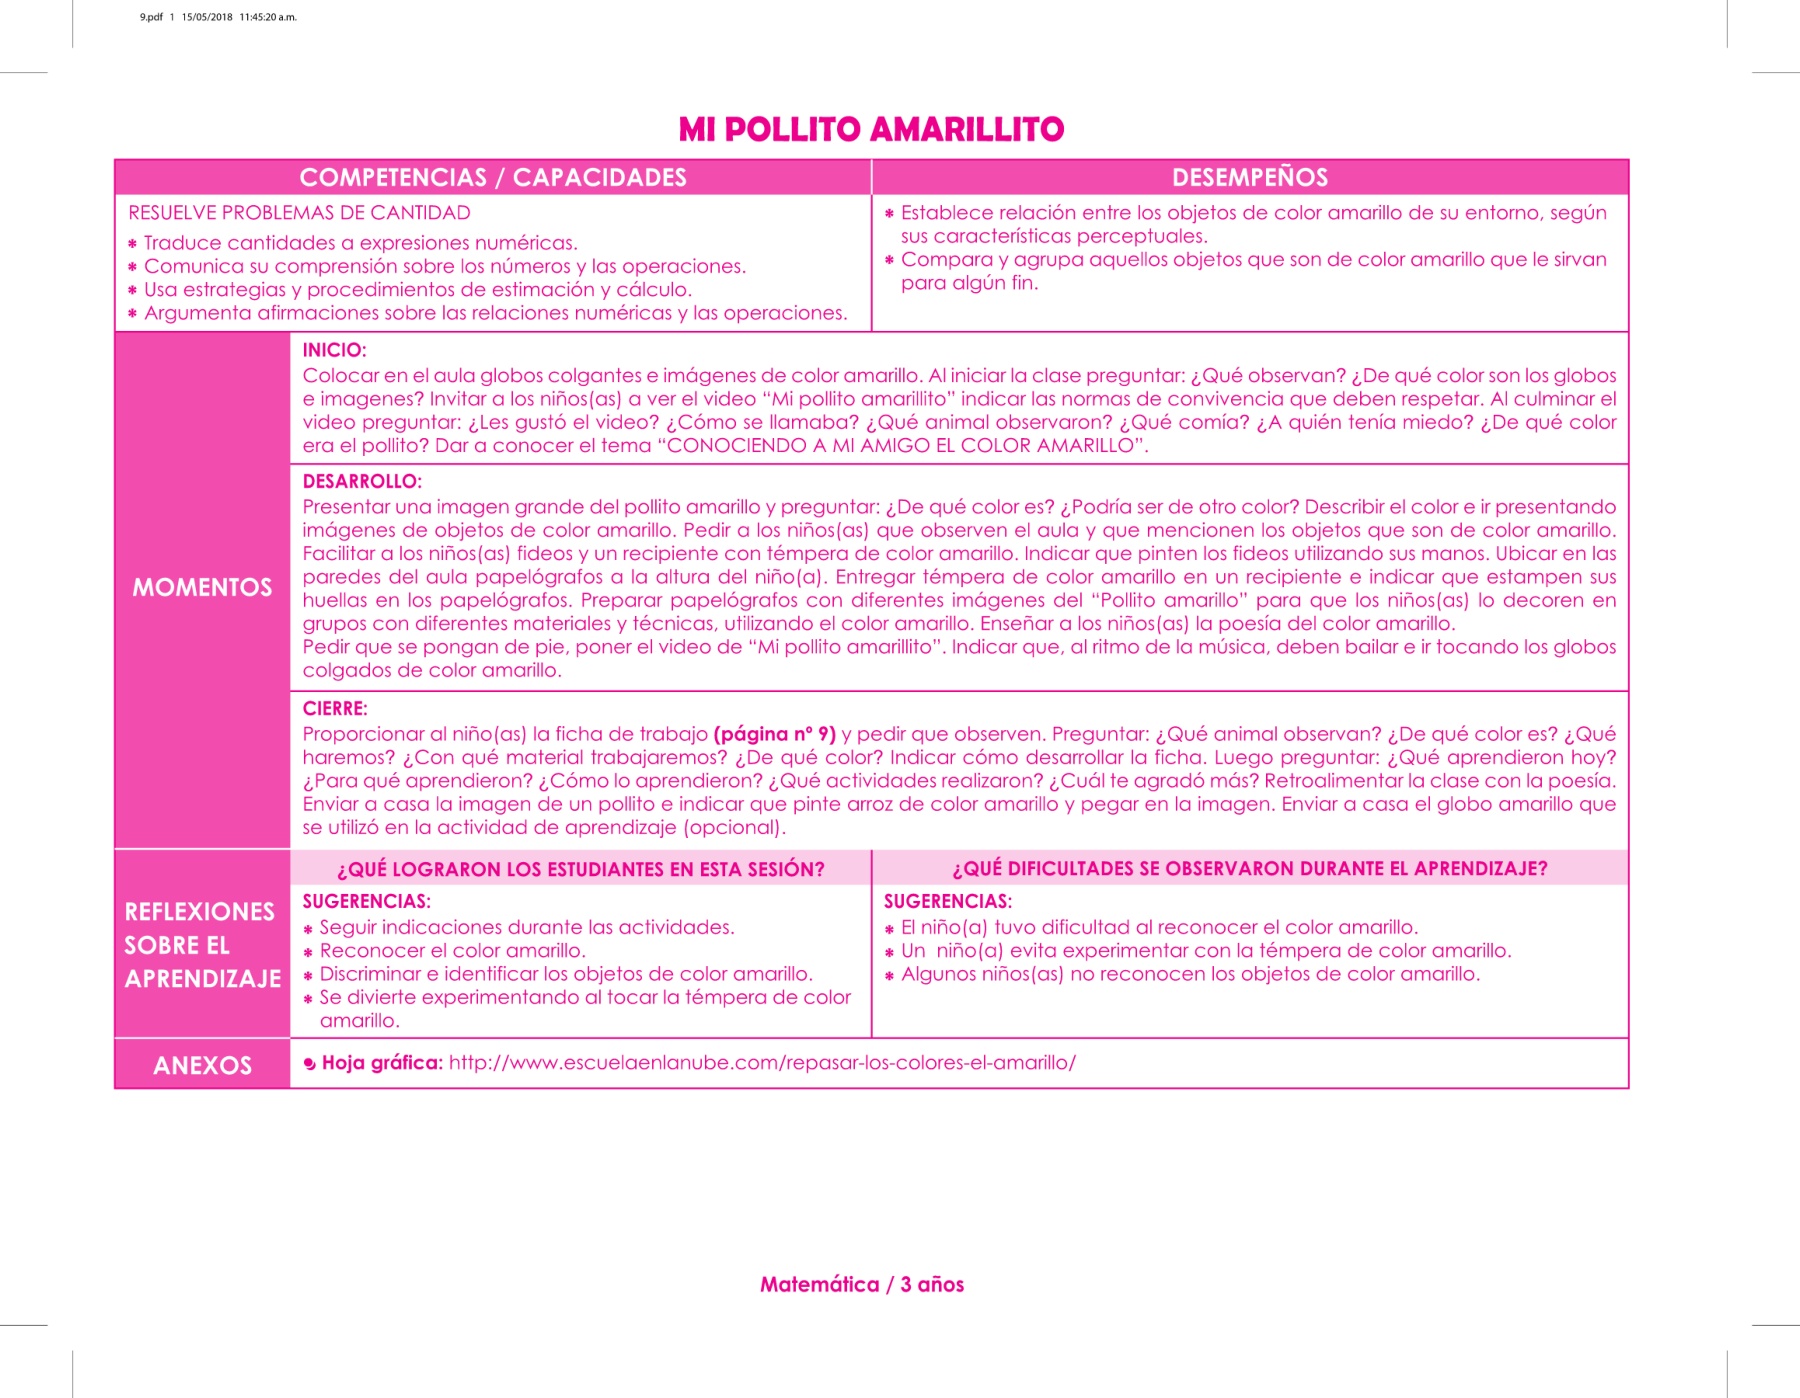 9.pdf 1 15/05/2018 11:45:20 a.m.
MI POLLITO AMARILLITO
COMPETENCIAS / CAPACIDADES
DESEMPEÑOS
RESUELVE PROBLEMAS DE CANTIDAD
* Traduce cantidades a expresiones numéricas.
* Comunica su comprensión sobre los números y las operaciones.
* Usa estrategias y procedimientos de estimación y cálculo.
* Argumenta afirmaciones sobre las relaciones numéricas y las operaciones.
* Establece relación entre los objetos de color amarillo de su entorno, según
sus características perceptuales.
* Compara y agrupa aquellos objetos que son de color amarillo que le sirvan
para algún fin.
MOMENTOS
INICIO:
Colocar en el aula globos colgantes e imágenes de color amarillo. Al iniciar la clase preguntar: ¿Qué observan? ¿De qué color son los globos
e imagenes? Invitar a los niños(as) a ver el video “Mi pollito amarillito” indicar las normas de convivencia que deben respetar. Al culminar el
video preguntar: ¿Les gustó el video? ¿Cómo se llamaba? ¿Qué animal observaron? ¿Qué comía? ¿A quién tenía miedo? ¿De qué color
era el pollito? Dar a conocer el tema “CONOCIENDO A MI AMIGO EL COLOR AMARILLO”.
DESARROLLO:
Presentar una imagen grande del pollito amarillo y preguntar: ¿De qué color es? ¿Podría ser de otro color? Describir el color e ir presentando
imágenes de objetos de color amarillo. Pedir a los niños(as) que observen el aula y que mencionen los objetos que son de color amarillo.
Facilitar a los niños(as) fideos y un recipiente con témpera de color amarillo. Indicar que pinten los fideos utilizando sus manos. Ubicar en las
paredes del aula papelógrafos a la altura del niño(a). Entregar témpera de color amarillo en un recipiente e indicar que estampen sus
huellas en los papelógrafos. Preparar papelógrafos con diferentes imágenes del “Pollito amarillo” para que los niños(as) lo decoren en
grupos con diferentes materiales y técnicas, utilizando el color amarillo. Enseñar a los niños(as) la poesía del color amarillo.
Pedir que se pongan de pie, poner el video de “Mi pollito amarillito”. Indicar que, al ritmo de la música, deben bailar e ir tocando los globos
colgados de color amarillo.
CIERRE:
Proporcionar al niño(as) la ficha de trabajo (página nº 9) y pedir que observen. Preguntar: ¿Qué animal observan? ¿De qué color es? ¿Qué
haremos? ¿Con qué material trabajaremos? ¿De qué color? Indicar cómo desarrollar la ficha. Luego preguntar: ¿Qué aprendieron hoy?
¿Para qué aprendieron? ¿Cómo lo aprendieron? ¿Qué actividades realizaron? ¿Cuál te agradó más? Retroalimentar la clase con la poesía.
Enviar a casa la imagen de un pollito e indicar que pinte arroz de color amarillo y pegar en la imagen. Enviar a casa el globo amarillo que
se utilizó en la actividad de aprendizaje (opcional).
REFLEXIONES
SOBRE EL
APRENDIZAJE
¿QUÉ LOGRARON LOS ESTUDIANTES EN ESTA SESIÓN?
SUGERENCIAS:
* Seguir indicaciones durante las actividades.
* Reconocer el color amarillo.
* Discriminar e identificar los objetos de color amarillo.
* Se divierte experimentando al tocar la témpera de color
amarillo.
¿QUÉ DIFICULTADES SE OBSERVARON DURANTE EL APRENDIZAJE?
SUGERENCIAS:
* El niño(a) tuvo dificultad al reconocer el color amarillo.
* Un niño(a) evita experimentar con la témpera de color amarillo.
* Algunos niños(as) no reconocen los objetos de color amarillo.
ANEXOS
Hoja gráfica: http://www.escuelaenlanube.com/repasar-los-colores-el-amarillo/
Matemática / 3 años